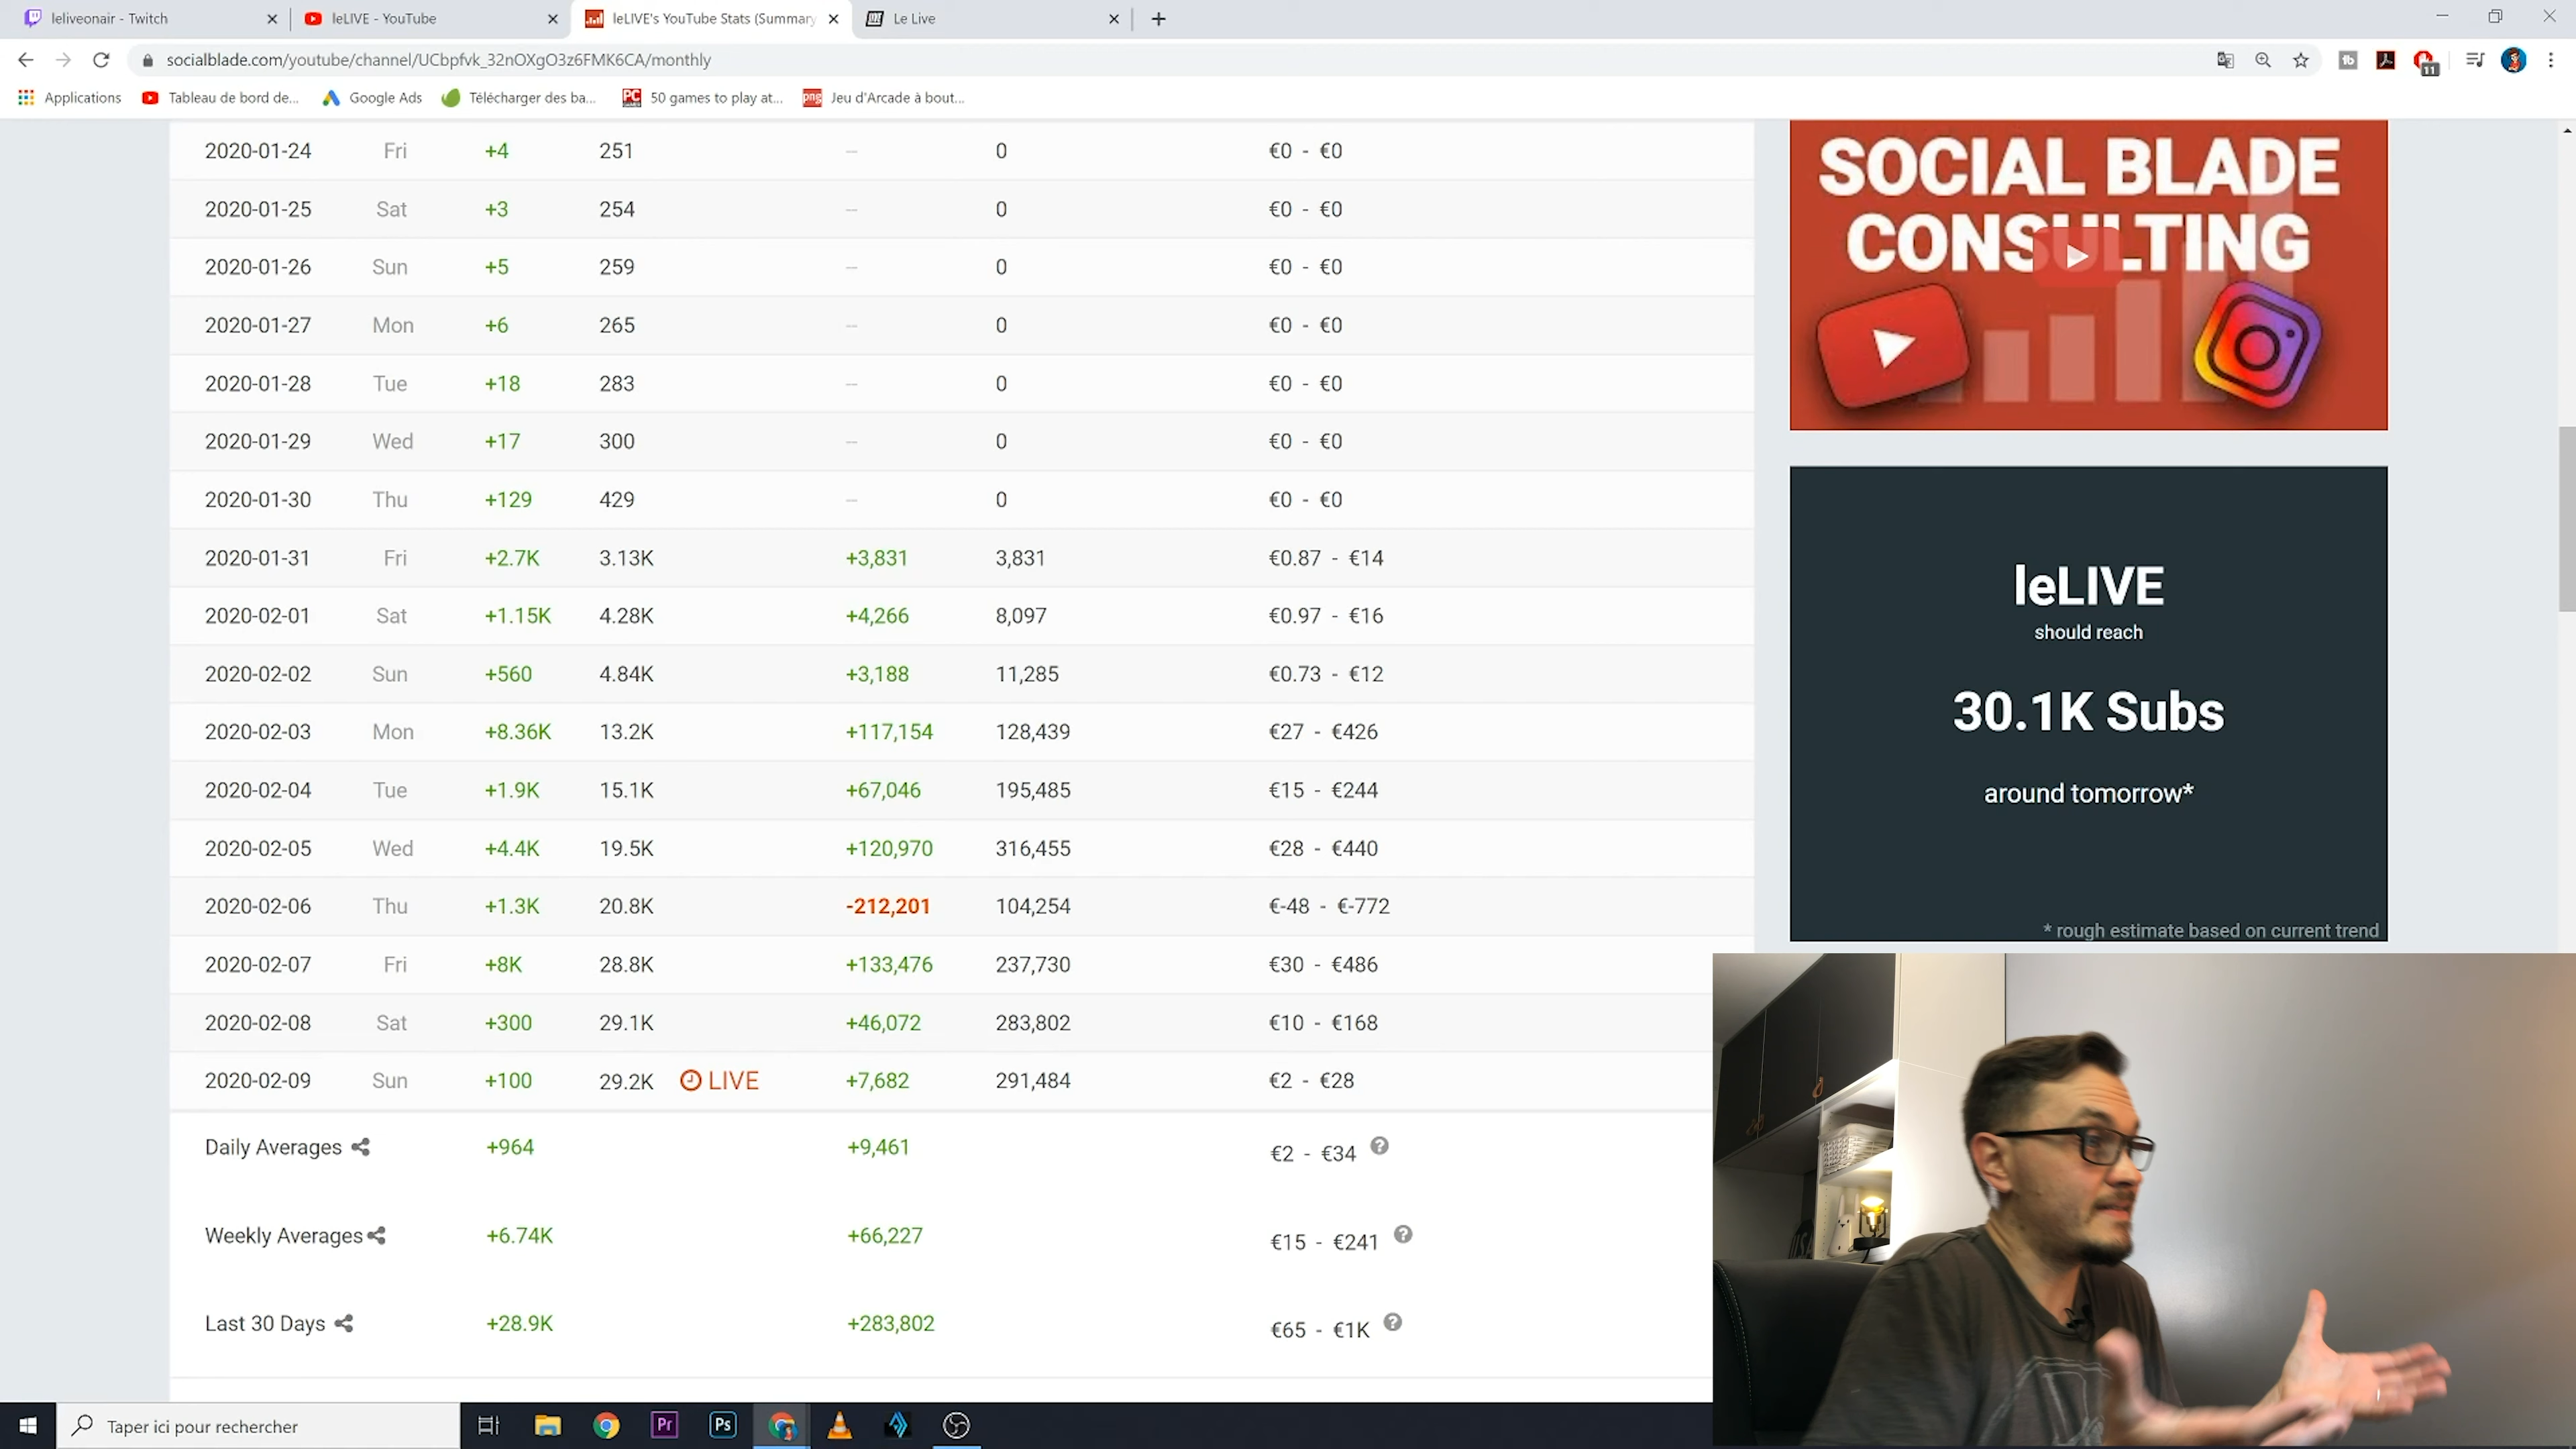 leliveonair - Twitch
leLIVE - YouTube
leLIVE's YouTube Stats (Summary
Le Live
socialblade.com/youtube/channel/UCbpfvk_32nOXgO3z6FMK6CA/monthly
11
Applications
Tableau de bord de...
Google Ads
Télécharger des ba...
50 games to play at...
Jeu d'Arcade à bout...
2020-01-24 Fri +4 251 -- 0 €0 - €0
2020-01-25 Sat +3 254 -- 0 €0 - €0
2020-01-26 Sun +5 259 -- 0 €0 - €0
2020-01-27 Mon +6 265 -- 0 €0 - €0
2020-01-28 Tue +18 283 -- 0 €0 - €0
2020-01-29 Wed +17 300 -- 0 €0 - €0
2020-01-30 Thu +129 429 -- 0 €0 - €0
2020-01-31 Fri +2.7K 3.13K +3,831 3,831 €0.87 - €14
2020-02-01 Sat +1.15K 4.28K +4,266 8,097 €0.97 - €16
2020-02-02 Sun +560 4.84K +3,188 11,285 €0.73 - €12
2020-02-03 Mon +8.36K 13.2K +117,154 128,439 €27 - €426
2020-02-04 Tue +1.9K 15.1K +67,046 195,485 €15 - €244
2020-02-05 Wed +4.4K 19.5K +120,970 316,455 €28 - €440
2020-02-06 Thu +1.3K 20.8K -212,201 104,254 €-48 - €-772
2020-02-07 Fri +8K 28.8K +133,476 237,730 €30 - €486
2020-02-08 Sat +300 29.1K +46,072 283,802 €10 - €168
2020-02-09 Sun +100 29.2K LIVE +7,682 291,484 €2 - €28
Daily Averages +964 +9,461 €2 - €34
Weekly Averages +6.74K +66,227 €15 - €241
Last 30 Days +28.9K +283,802 €65 - €1K
SOCIAL BLADE
CONSULTING
leLIVE
should reach
30.1K Subs
around tomorrow*
* rough estimate based on current trend
Taper ici pour rechercher
Pr
Ps